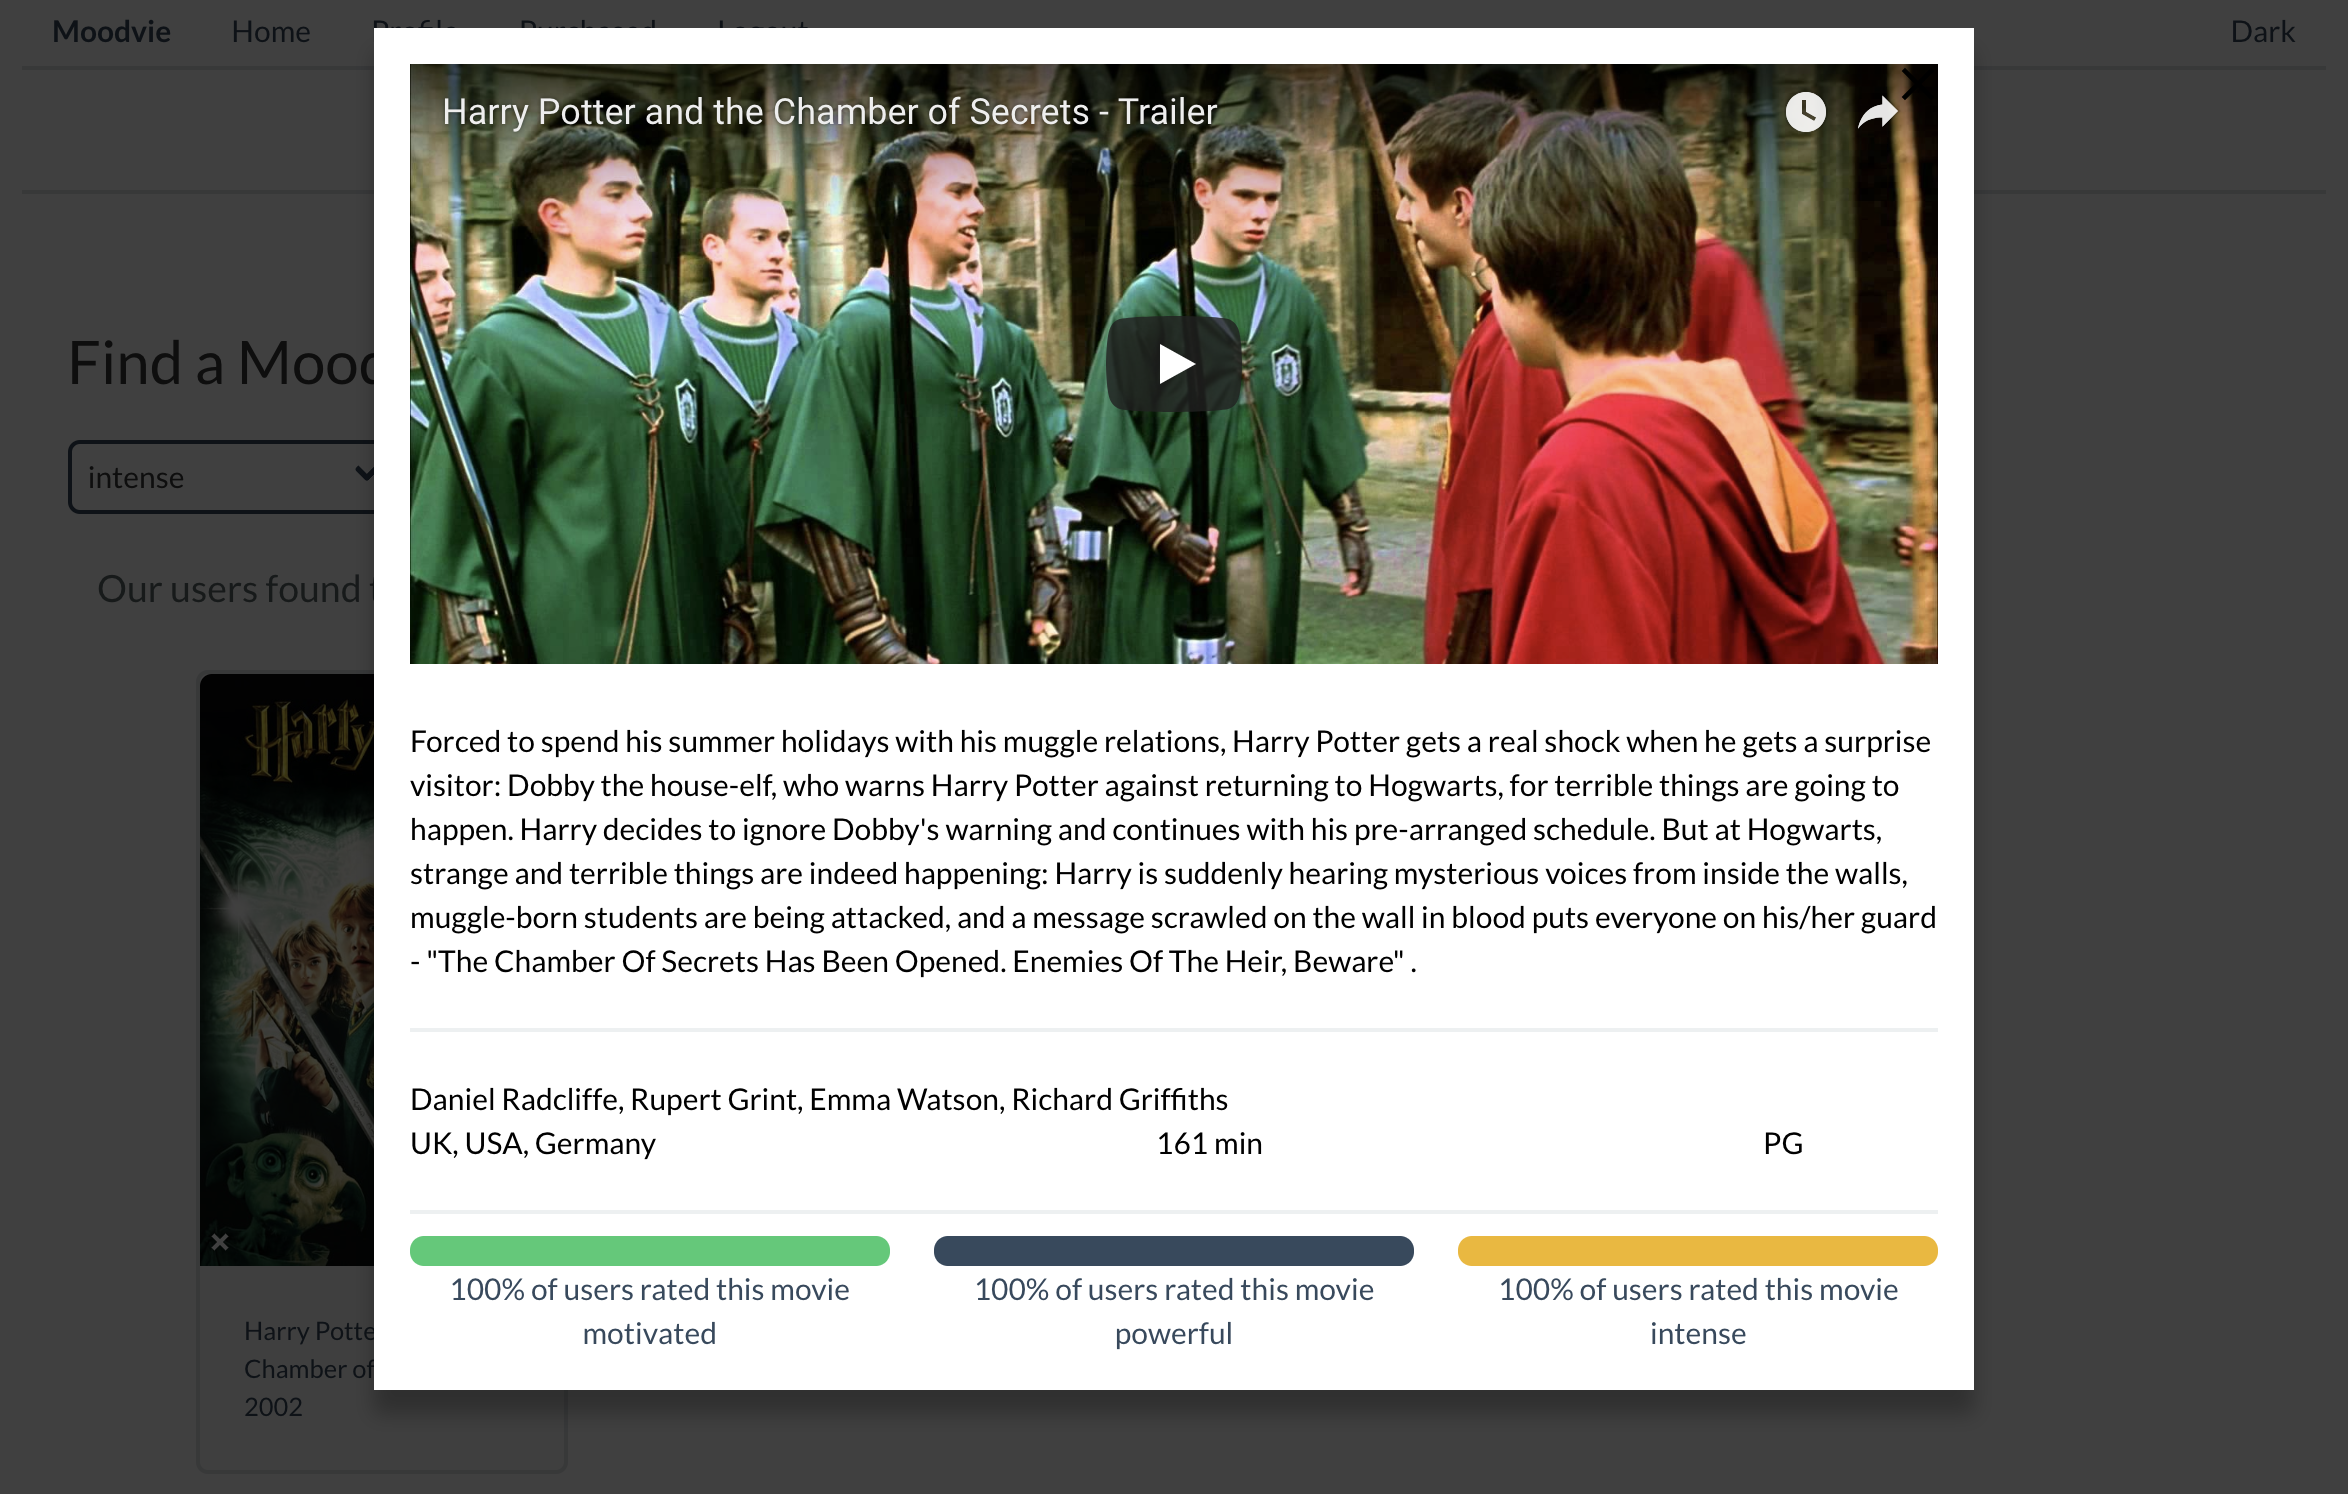 Moodvie Home Profile Purchased Logout Dark
Harry Potter and the Chamber of Secrets - Trailer
Find a Mood
intense
Our users found
Harry
Forced to spend his summer holidays with his muggle relations, Harry Potter gets a real shock when he gets a surprise
visitor: Dobby the house-elf, who warns Harry Potter against returning to Hogwarts, for terrible things are going to
happen. Harry decides to ignore Dobby's warning and continues with his pre-arranged schedule. But at Hogwarts,
strange and terrible things are indeed happening: Harry is suddenly hearing mysterious voices from inside the walls,
muggle-born students are being attacked, and a message scrawled on the wall in blood puts everyone on his/her guard
- "The Chamber Of Secrets Has Been Opened. Enemies Of The Heir, Beware" .
Daniel Radcliffe, Rupert Grint, Emma Watson, Richard Griffiths
UK, USA, Germany 161 min PG
100% of users rated this movie
motivated
100% of users rated this movie
powerful
100% of users rated this movie
intense
Harry Potte
Chamber of
2002